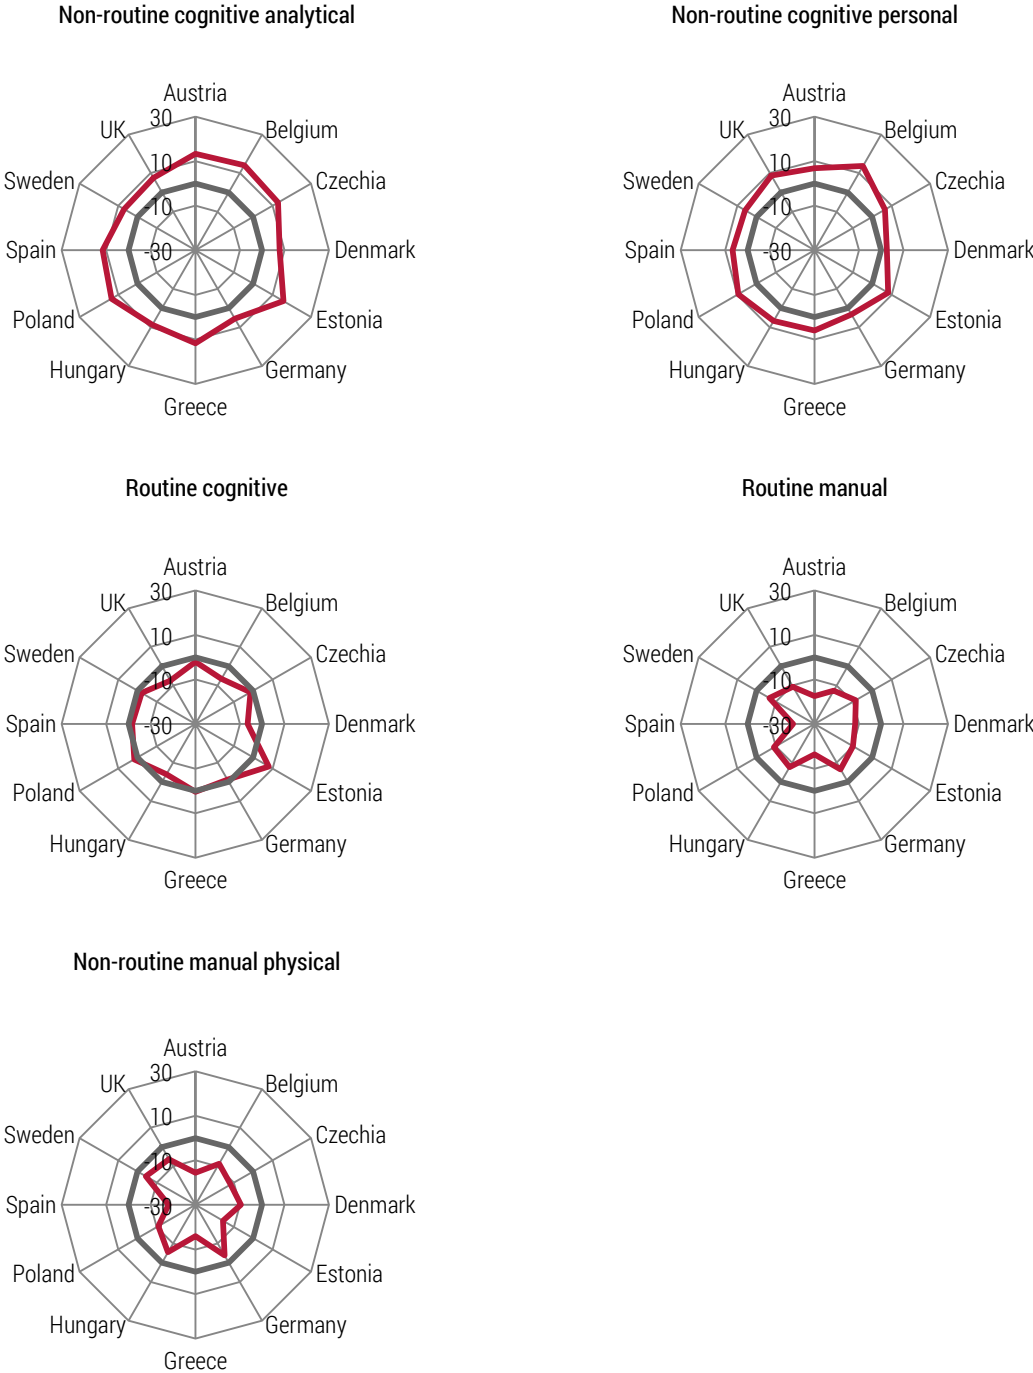 Non-routine cognitive analytical
Austria
30
UK
Belgium
10
Sweden
Czechia
-10
Spain
-30
Denmark
Poland
Estonia
Hungary
Germany
Greece
Non-routine cognitive personal
Austria
30
UK
Belgium
10
Sweden
Czechia
-10
Spain
-30
Denmark
Poland
Estonia
Hungary
Germany
Greece
Routine cognitive
Austria
30
UK
Belgium
10
Sweden
Czechia
-10
Spain
-30
Denmark
Poland
Estonia
Hungary
Germany
Greece
Routine manual
Austria
30
UK
Belgium
10
Sweden
Czechia
-10
Spain
-30
Denmark
Poland
Estonia
Hungary
Germany
Greece
Non-routine manual physical
Austria
30
UK
Belgium
10
Sweden
Czechia
-10
Spain
-30
Denmark
Poland
Estonia
Hungary
Germany
Greece